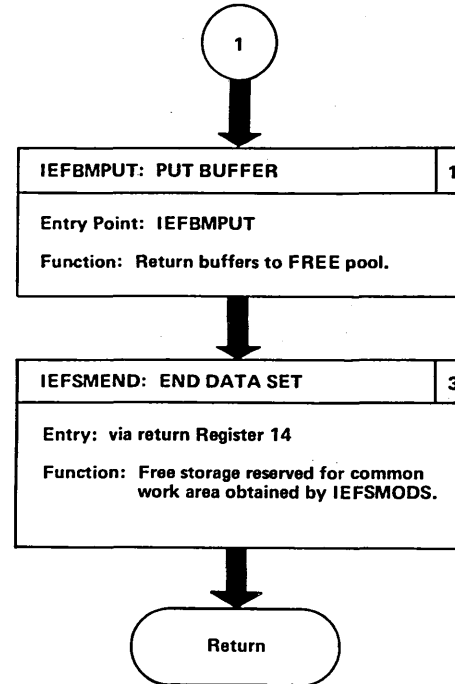 1
IEFBMPUT: PUT BUFFER 1
Entry Point: IEFBMPUT
Function: Return buffers to FREE pool.
IEFSMEND: END DATA SET 3
Entry: via return Register 14
Function: Free storage reserved for common
work area obtained by IEFSMODS.
Return